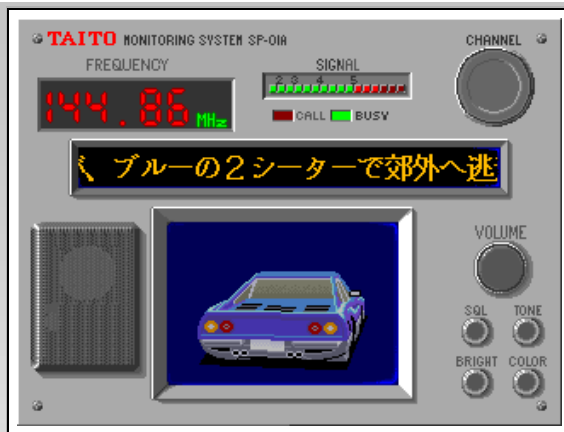 TAITO MONITORING SYSTEM SP-01A
CHANNEL
FREQUENCY
SIGNAL
2 3 4 5
144.86 MHz
CALL BUSY
ブルーの2シーターで郊外へ逃
VOLUME
SQL TONE
BRIGHT COLOR